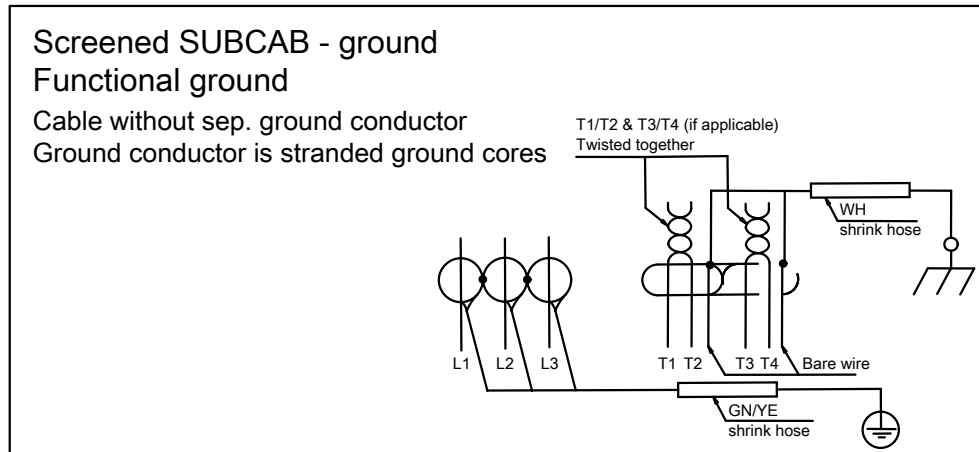 Screened SUBCAB - ground
Functional ground
Cable without sep. ground conductor
Ground conductor is stranded ground cores
T1/T2 & T3/T4 (if applicable)
Twisted together
WH
shrink hose
L1 L2 L3 T1 T2 T3 T4 Bare wire
GN/YE
shrink hose